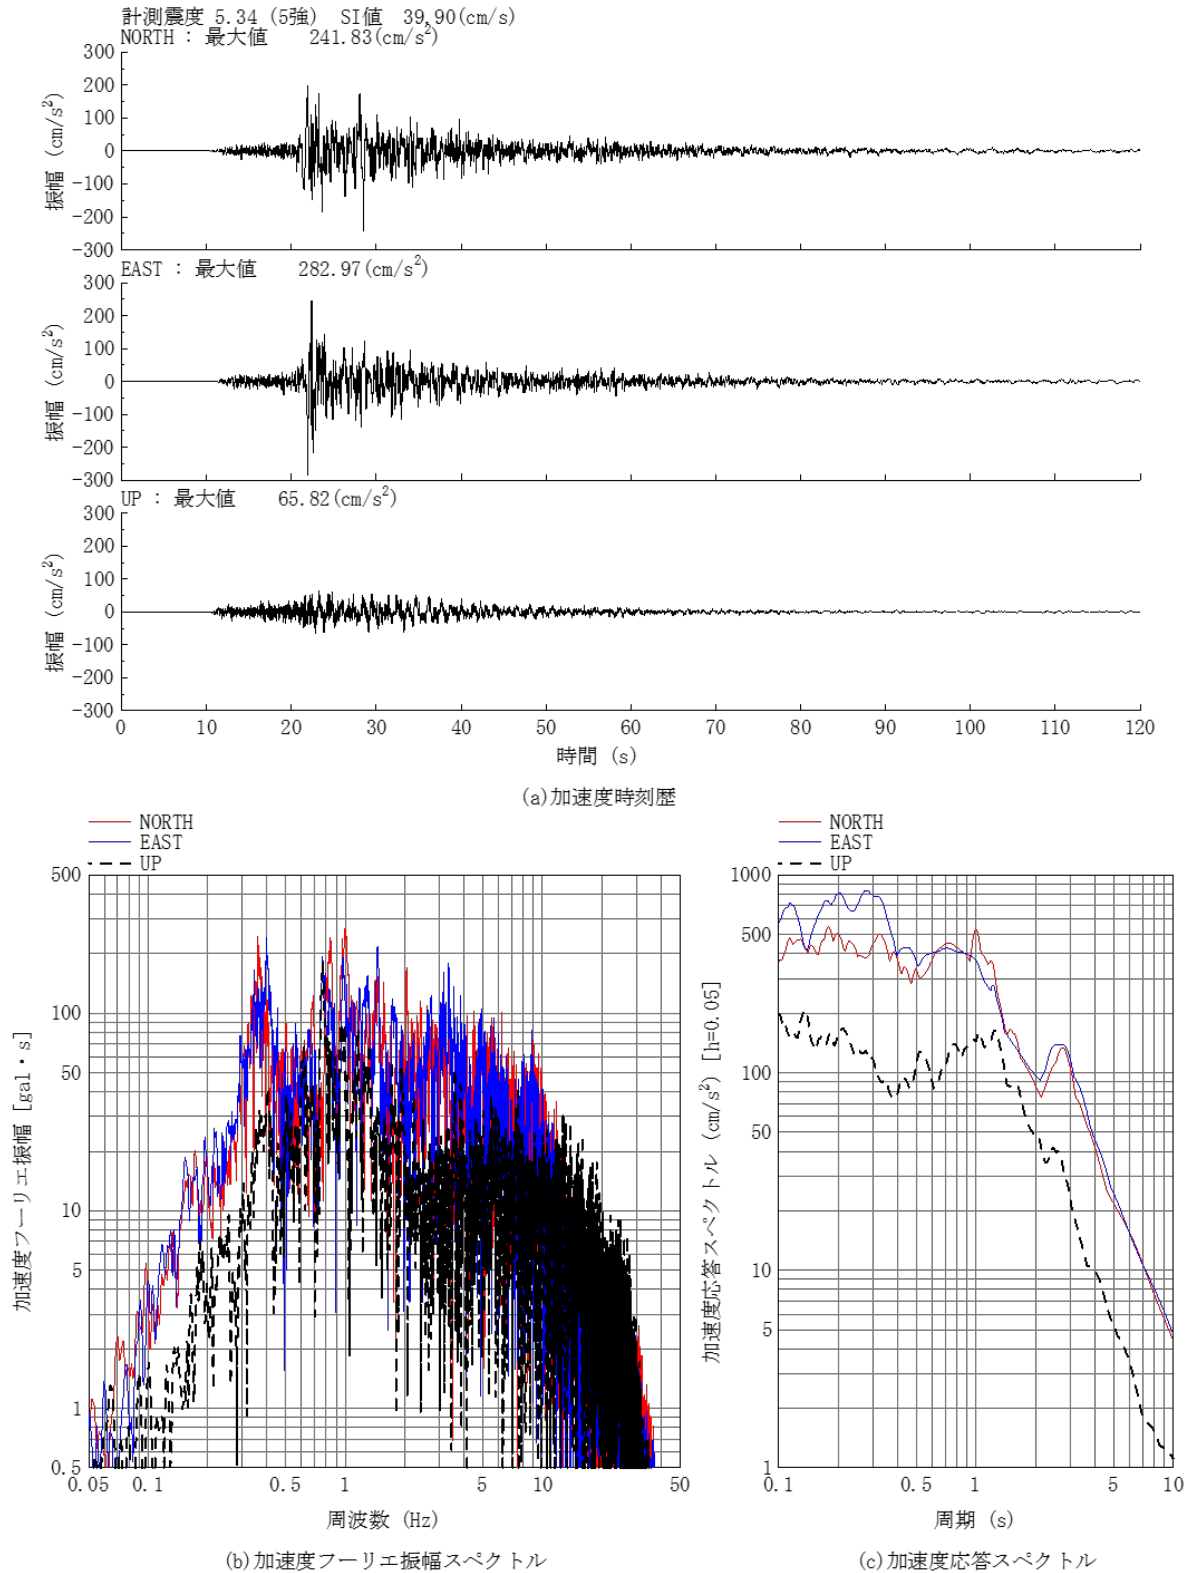 計測震度 5.34 (5強) SI値 39.90(cm/s)
NORTH : 最大値 241.83(cm/s²)
300
200
100
0
-100
-200
-300
振幅 (cm/s²)
EAST : 最大値 282.97(cm/s²)
300
200
100
0
-100
-200
-300
振幅 (cm/s²)
UP : 最大値 65.82(cm/s²)
300
200
100
0
-100
-200
-300
振幅 (cm/s²)
0 10 20 30 40 50 60 70 80 90 100 110 120
時間 (s)
(a)加速度時刻歴
NORTH
EAST
UP
500
100
50
10
5
1
0.5
加速度フーリエ振幅 [gal・s]
0.05 0.1 0.5 1 5 10 50
周波数 (Hz)
(b)加速度フーリエ振幅スペクトル
NORTH
EAST
UP
1000
500
100
50
10
5
1
加速度応答スペクトル (cm/s²) [h=0.05]
0.1 0.5 1 5 10
周期 (s)
(c)加速度応答スペクトル